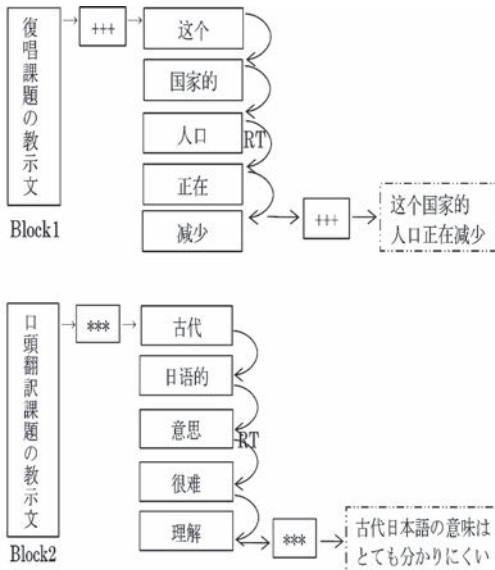 復唱課題の教示文
+++
这个
国家的
人口
RT
正在
减少
+++
这个国家的
人口正在减少
Block1
口頭翻訳課題の教示文
***
古代
日语的
意思
RT
很难
理解
***
古代日本語の意味は
とても分かりにくい
Block2